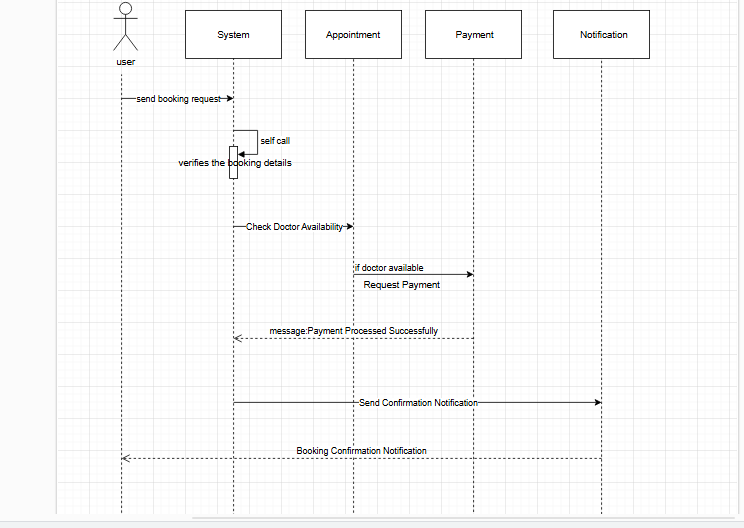 System
Appointment
Payment
Notification
user
send booking request
self call
verifies the booking details
Check Doctor Availability
if doctor available
Request Payment
message:Payment Processed Successfully
Send Confirmation Notification
Booking Confirmation Notification